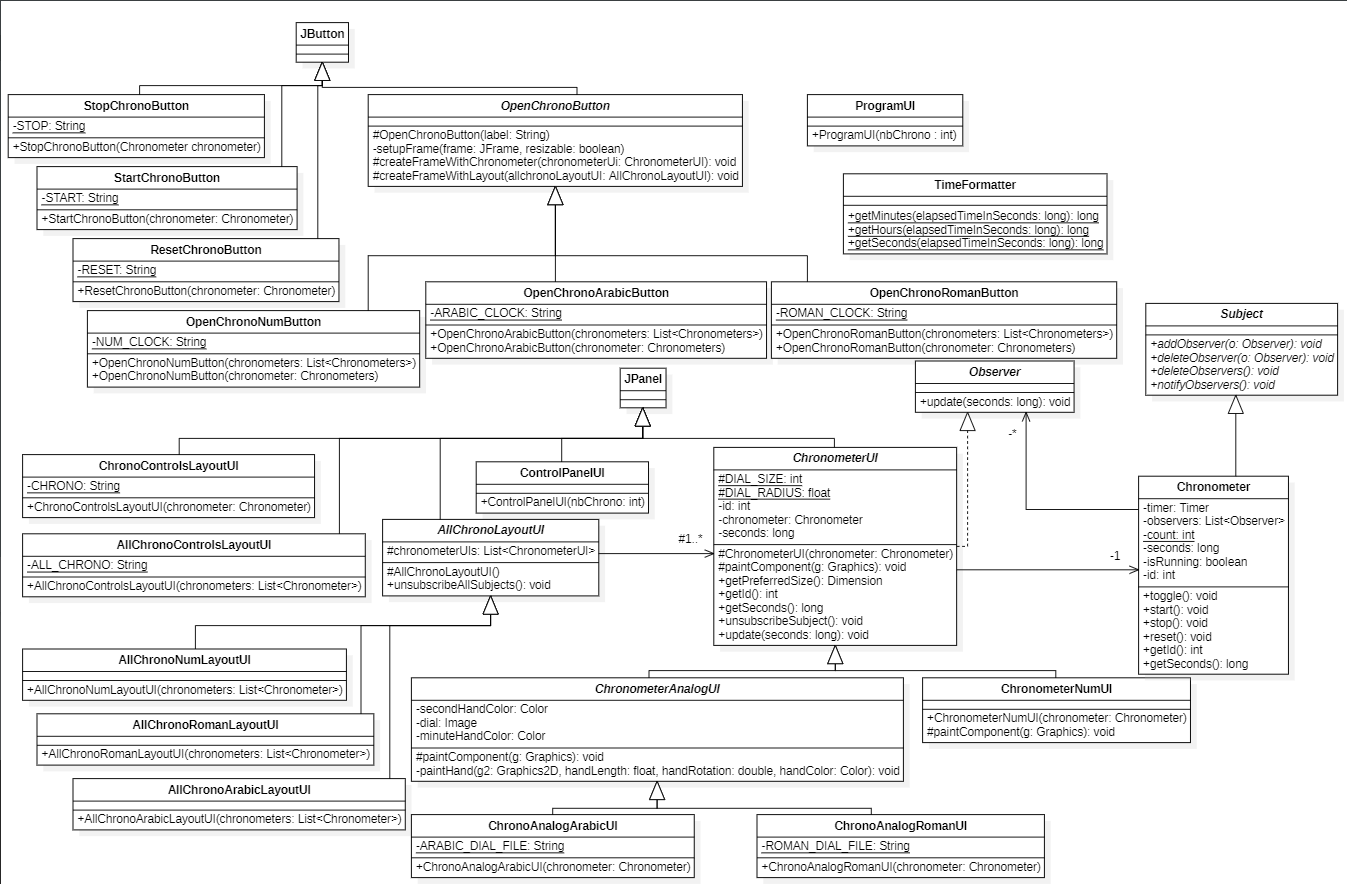 JButton
StopChronoButton
-STOP: String
+StopChronoButton(Chronometer chronometer)
OpenChronoButton
#OpenChronoButton(label: String)
-setupFrame(frame: JFrame, resizable: boolean)
#createFrameWithChronometer(chronometerUi: ChronometerUI): void
#createFrameWithLayout(allchronoLayoutUI: AllChronoLayoutUI): void
ProgramUI
+ProgramUI(nbChrono : int)
StartChronoButton
-START: String
+StartChronoButton(chronometer: Chronometer)
TimeFormatter
+getMinutes(elapsedTimeInSeconds: long): long
+getHours(elapsedTimeInSeconds: long): long
+getSeconds(elapsedTimeInSeconds: long): long
ResetChronoButton
-RESET: String
+ResetChronoButton(chronometer: Chronometer)
OpenChronoNumButton
-NUM_CLOCK: String
+OpenChronoNumButton(chronometers: List<Chronometers>)
+OpenChronoNumButton(chronometer: Chronometers)
OpenChronoArabicButton
-ARABIC_CLOCK: String
+OpenChronoArabicButton(chronometers: List<Chronometers>)
+OpenChronoArabicButton(chronometer: Chronometers)
OpenChronoRomanButton
-ROMAN_CLOCK: String
+OpenChronoRomanButton(chronometers: List<Chronometers>)
+OpenChronoRomanButton(chronometer: Chronometers)
Subject
+addObserver(o: Observer): void
+deleteObserver(o: Observer): void
+deleteObservers(): void
+notifyObservers(): void
JPanel
Observer
+update(seconds: long): void
-*
ChronoControlsLayoutUI
-CHRONO: String
+ChronoControlsLayoutUI(chronometer: Chronometer)
ControlPanelUI
+ControlPanelUI(nbChrono: int)
ChronometerUI
#DIAL_SIZE: int
#DIAL_RADIUS: float
-id: int
-chronometer: Chronometer
-seconds: long
#ChronometerUI(chronometer: Chronometer)
#paintComponent(g: Graphics): void
+getPreferredSize(): Dimension
+getId(): int
+getSeconds(): long
+unsubscribeSubject(): void
+update(seconds: long): void
Chronometer
-timer: Timer
-observers: List<Observer>
-count: int
-seconds: long
-isRunning: boolean
-id: int
+toggle(): void
+start(): void
+stop(): void
+reset(): void
+getId(): int
+getSeconds(): long
AllChronoControlsLayoutUI
-ALL_CHRONO: String
+AllChronoControlsLayoutUI(chronometers: List<Chronometer>)
AllChronoLayoutUI
#chronometerUIs: List<ChronometerUI>
#AllChronoLayoutUI()
+unsubscribeAllSubjects(): void
#1..*
-1
AllChronoNumLayoutUI
+AllChronoNumLayoutUI(chronometers: List<Chronometer>)
AllChronoRomanLayoutUI
+AllChronoRomanLayoutUI(chronometers: List<Chronometer>)
AllChronoArabicLayoutUI
+AllChronoArabicLayoutUI(chronometers: List<Chronometer>)
ChronometerAnalogUI
-secondHandColor: Color
-dial: Image
-minuteHandColor: Color
#paintComponent(g: Graphics): void
-paintHand(g2: Graphics2D, handLength: float, handRotation: double, handColor: Color): void
ChronometerNumUI
+ChronometerNumUI(chronometer: Chronometer)
#paintComponent(g: Graphics): void
ChronoAnalogArabicUI
-ARABIC_DIAL_FILE: String
+ChronoAnalogArabicUI(chronometer: Chronometer)
ChronoAnalogRomanUI
-ROMAN_DIAL_FILE: String
+ChronoAnalogRomanUI(chronometer: Chronometer)